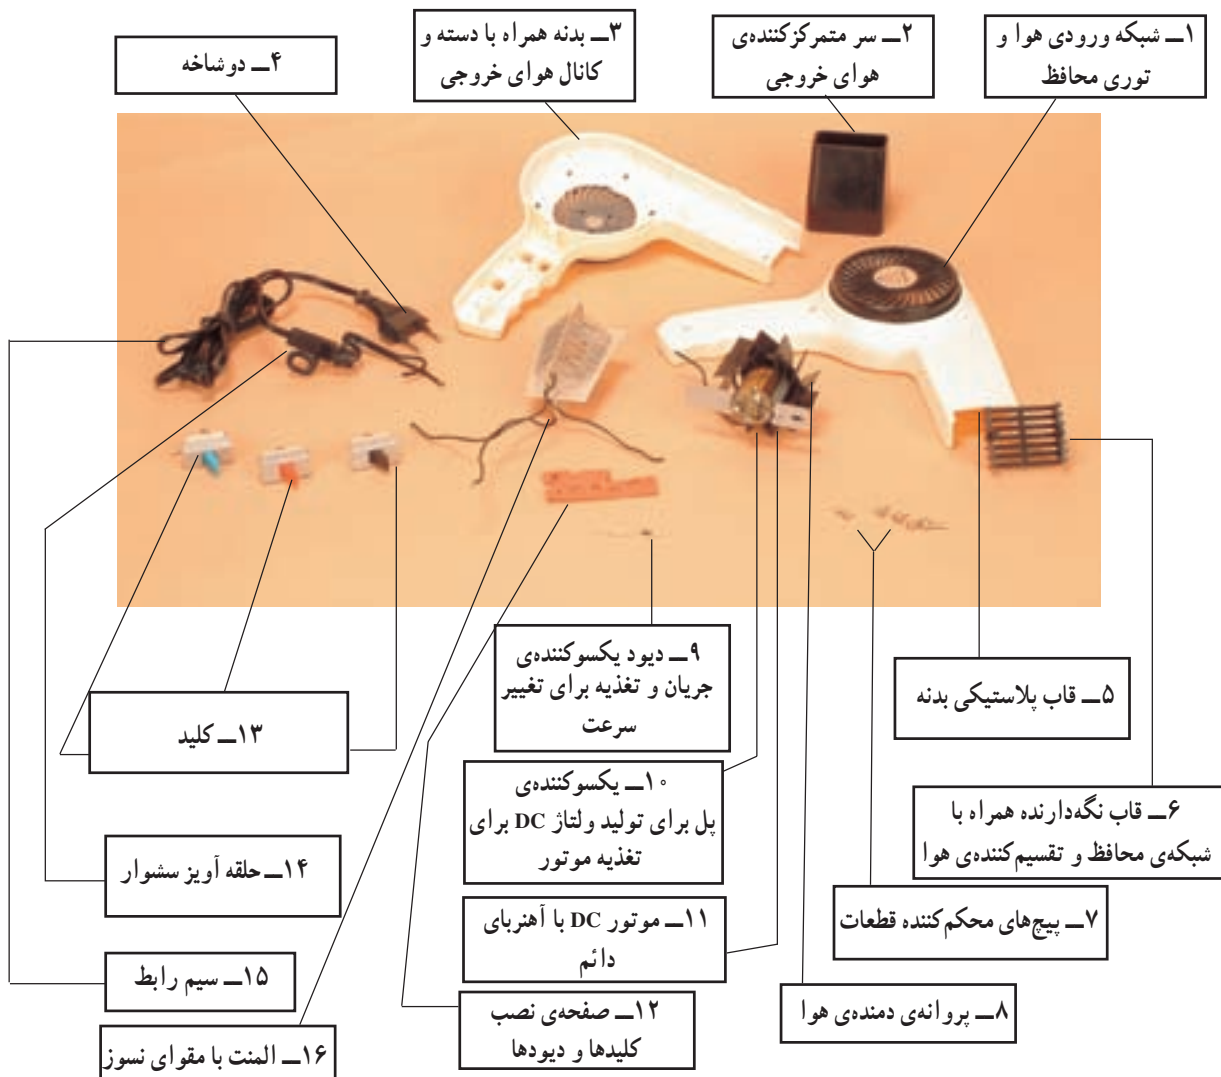 ۱ــ شبکه ورودی هوا و
توری محافظ
۲ــ سر متمرکزکننده‌ی
هوای خروجی
۳ــ بدنه همراه با دسته و
کانال هوای خروجی
۴ــ دوشاخه
۵ــ قاب پلاستیکی بدنه
۶ــ قاب نگه‌دارنده همراه با
شبکه‌ی محافظ و تقسیم‌کننده‌ی هوا
۷ــ پیچ‌های محکم‌کننده قطعات
۸ــ پروانه‌ی دمنده‌ی هوا
۹ــ دیود یکسوکننده‌ی
جریان و تغذیه برای تغییر
سرعت
۱۰ــ یکسوکننده‌ی
پل برای تولید ولتاژ DC برای
تغذیه موتور
۱۱ــ موتور DC با آهنربای
دائم
۱۲ــ صفحه‌ی نصب
کلیدها و دیودها
۱۳ــ کلید
۱۴ــ حلقه آویز سشوار
۱۵ــ سیم رابط
۱۶ــ المنت با مقوای نسوز